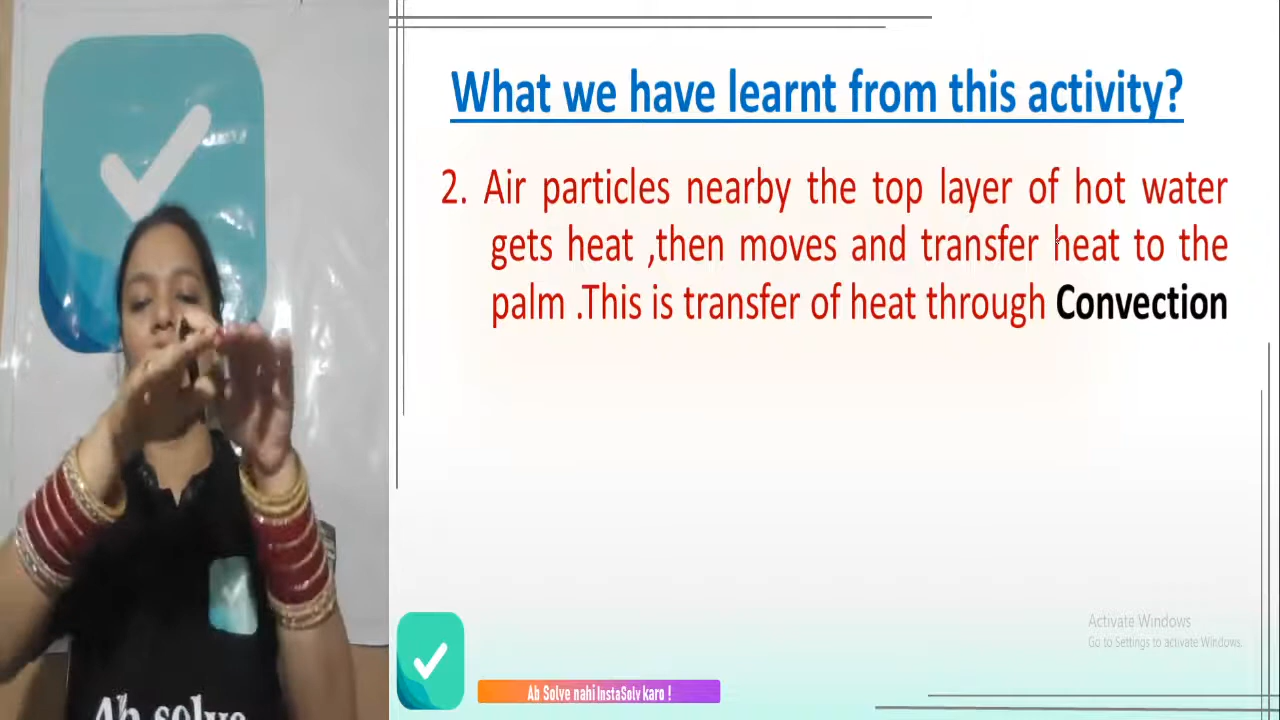 What we have learnt from this activity?
2. Air particles nearby the top layer of hot water
gets heat ,then moves and transfer heat to the
palm .This is transfer of heat through Convection
Activate Windows
Go to Settings to activate Windows.
Ab Solve nahi InstaSolv karo !
Ab solve